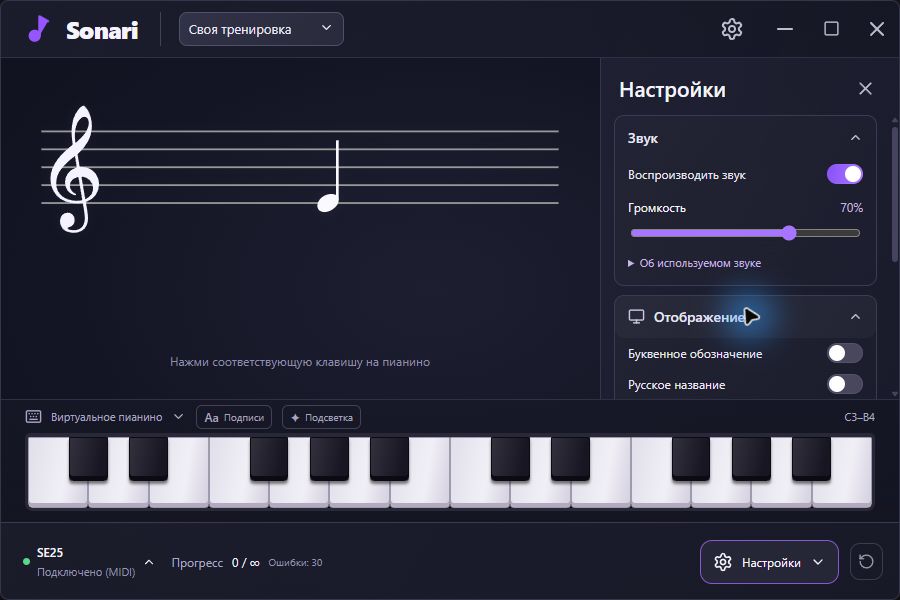 Sonari
Своя тренировка
Настройки
Звук
Воспроизводить звук
Громкость 70%
Об используемом звуке
Отображение
Буквенное обозначение
Русское название
Нажми соответствующую клавишу на пианино
Виртуальное пианино
Aa Подписи
Подсветка
C3–B4
SE25
Подключено (MIDI)
Прогресс 0 / ∞ Ошибки: 30
Настройки